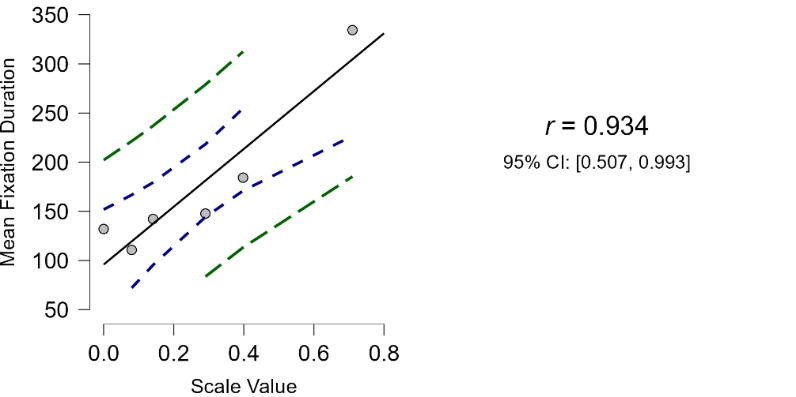 350
300
250
200
150
100
50
Mean Fixation Duration
0.0 0.2 0.4 0.6 0.8
Scale Value
r = 0.934
95% CI: [0.507, 0.993]